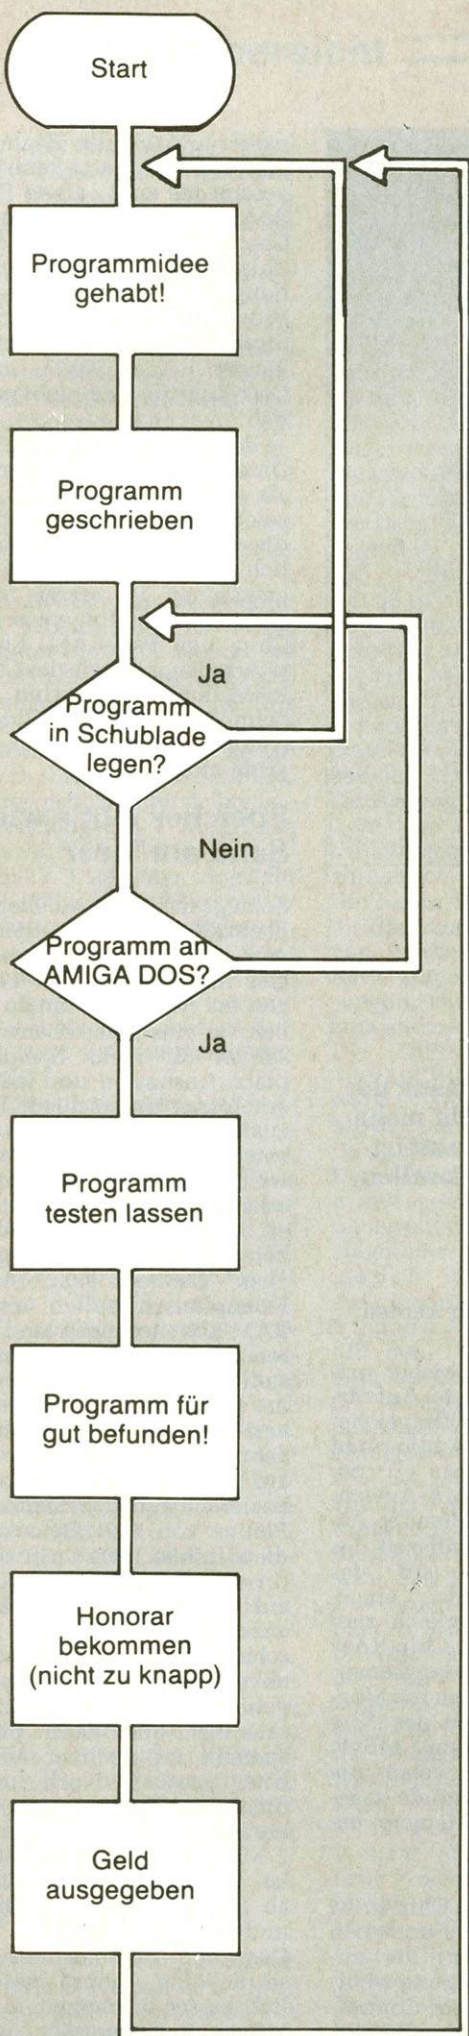 Start
Programmidee
gehabt!
Programm
geschrieben
Ja
Programm
in Schublade
legen?
Nein
Programm an
AMIGA DOS?
Ja
Programm
testen lassen
Programm für
gut befunden!
Honorar
bekommen
(nicht zu knapp)
Geld
ausgegeben